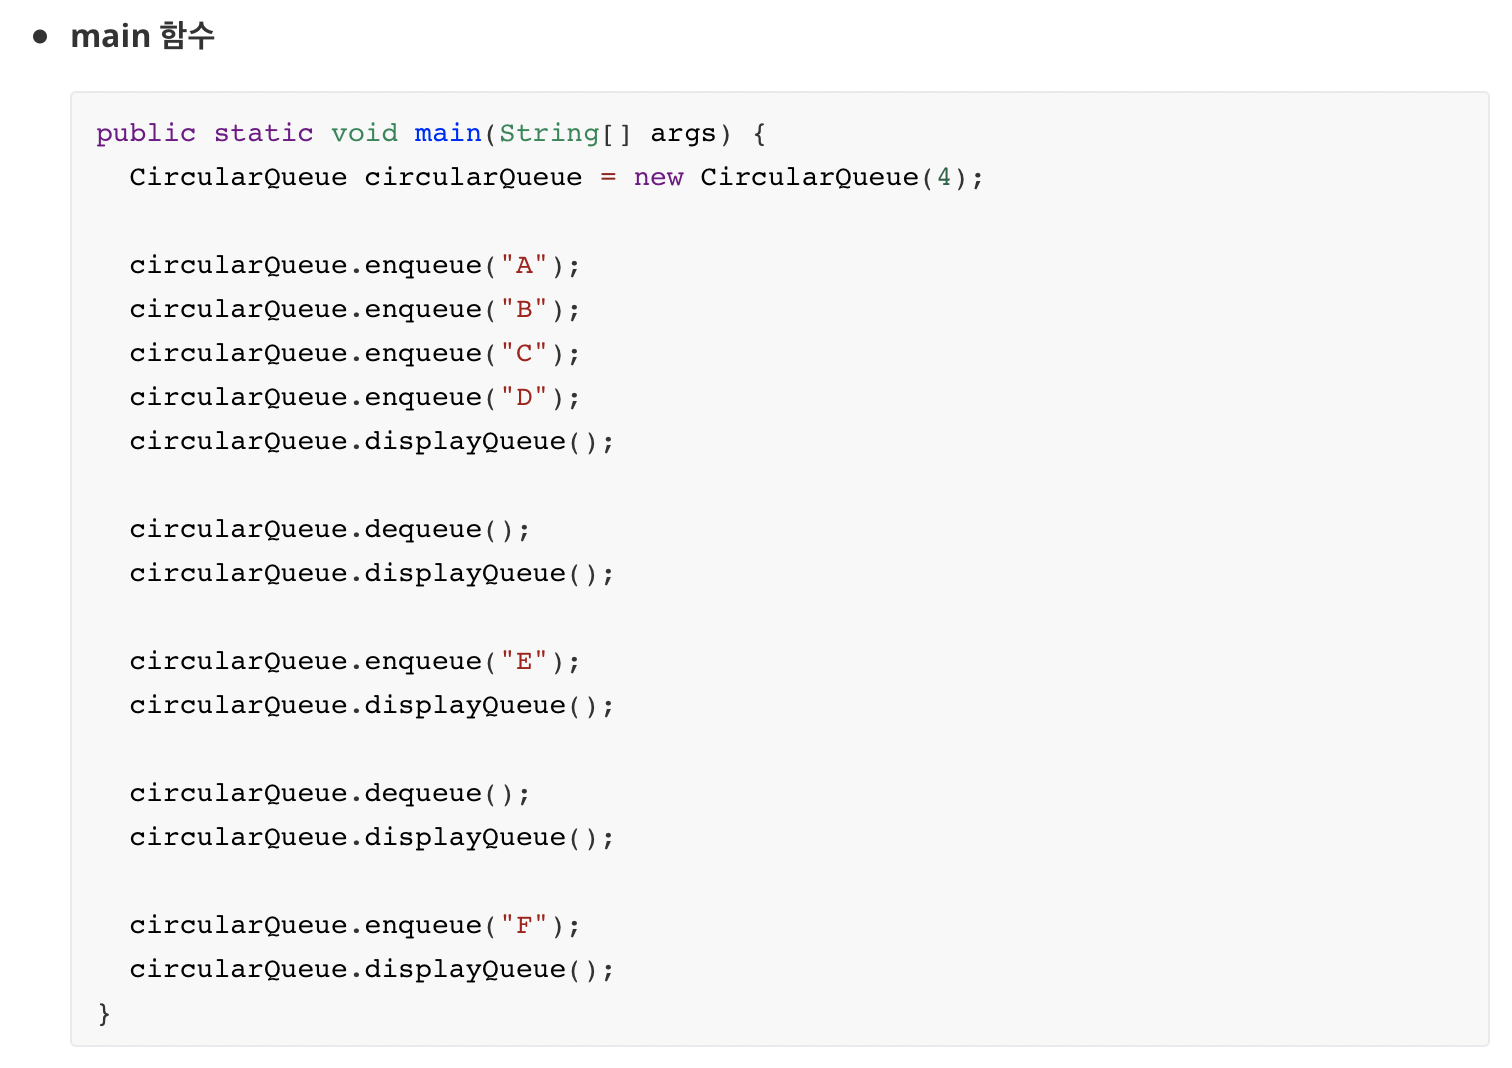 main 함수
public static void main(String[] args) {
  CircularQueue circularQueue = new CircularQueue(4);
  circularQueue.enqueue("A");
  circularQueue.enqueue("B");
  circularQueue.enqueue("C");
  circularQueue.enqueue("D");
  circularQueue.displayQueue();
  circularQueue.dequeue();
  circularQueue.displayQueue();
  circularQueue.enqueue("E");
  circularQueue.displayQueue();
  circularQueue.dequeue();
  circularQueue.displayQueue();
  circularQueue.enqueue("F");
  circularQueue.displayQueue();
}